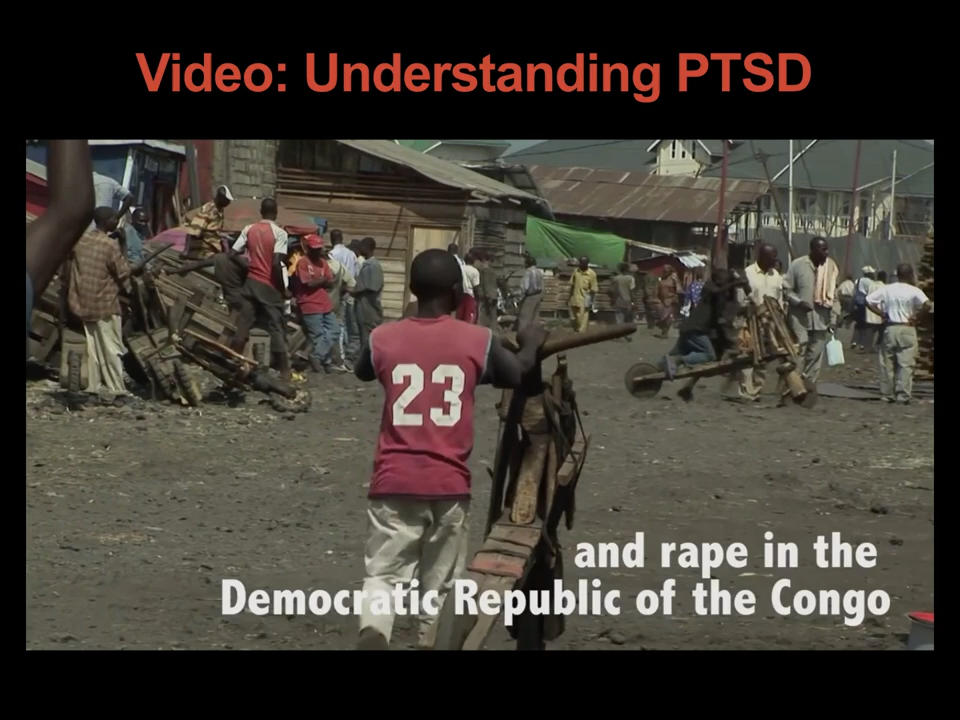 Video: Understanding PTSD
23
and rape in the
Democratic Republic of the Congo